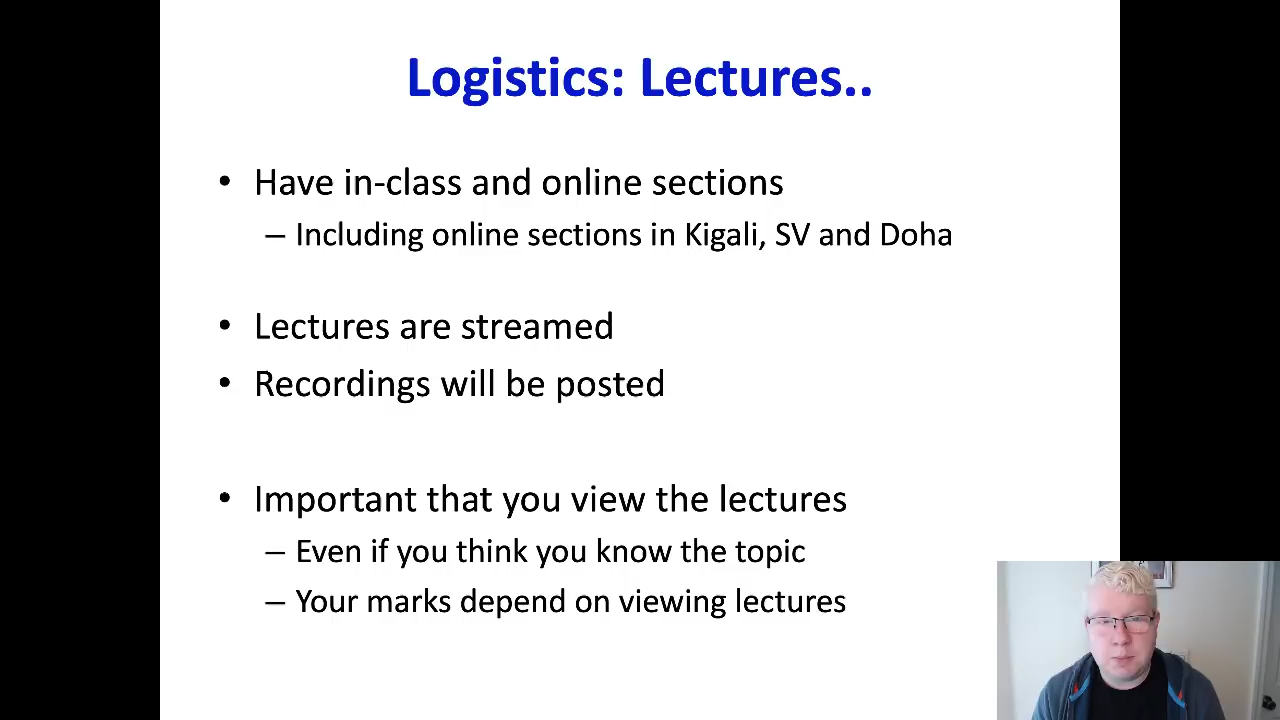 Logistics: Lectures..
• Have in-class and online sections
– Including online sections in Kigali, SV and Doha
• Lectures are streamed
• Recordings will be posted
• Important that you view the lectures
– Even if you think you know the topic
– Your marks depend on viewing lectures